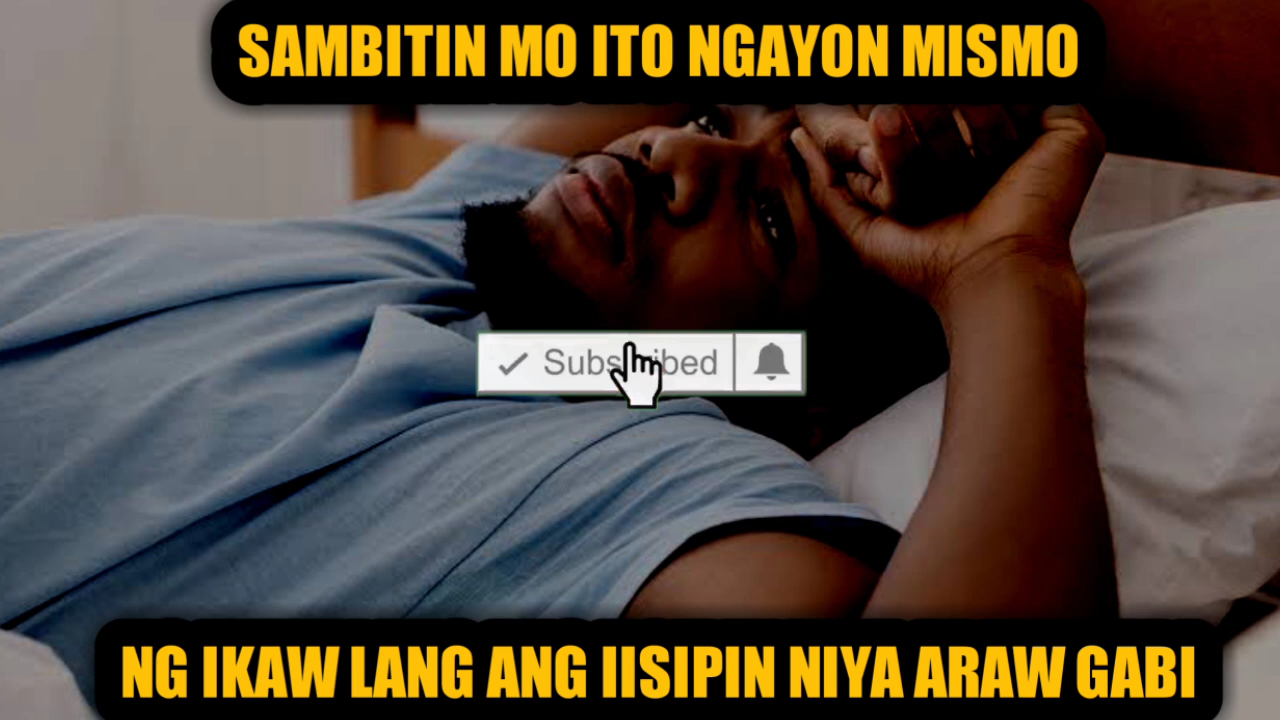 SAMBITIN MO ITO NGAYON MISMO
Subscribed
NG IKAW LANG ANG IISIPIN NIYA ARAW GABI